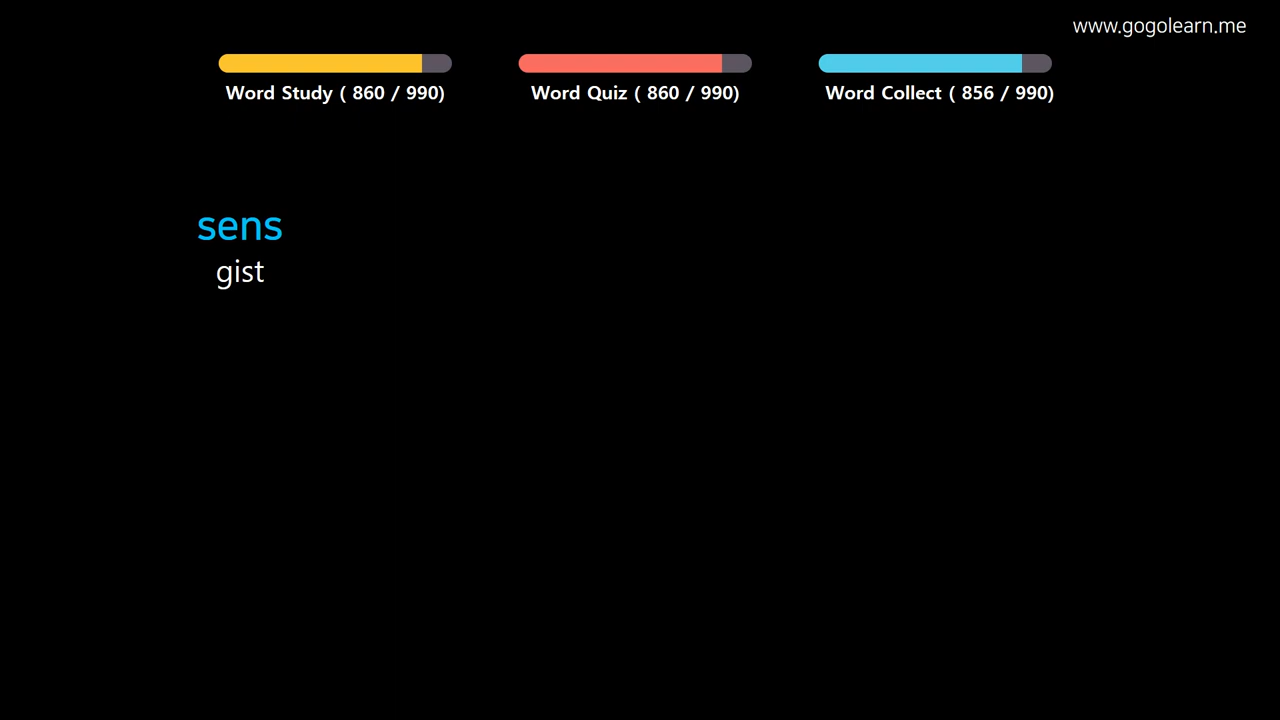 www.gogolearn.me
Word Study ( 860 / 990)
Word Quiz ( 860 / 990)
Word Collect ( 856 / 990)
sens
gist